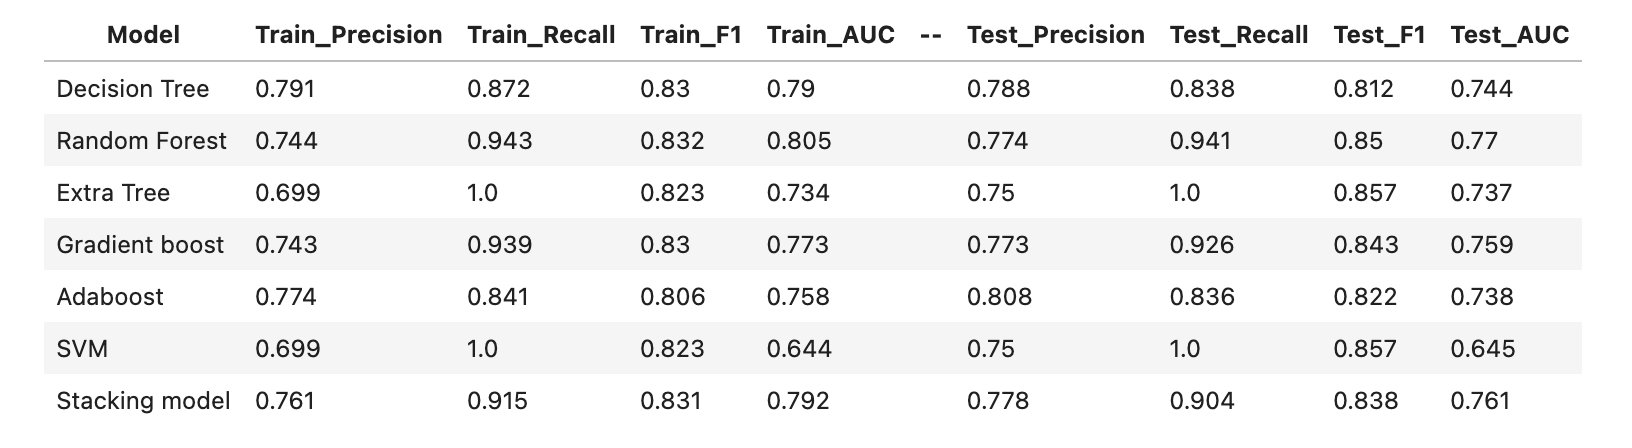 Model Train_Precision Train_Recall Train_F1 Train_AUC -- Test_Precision Test_Recall Test_F1 Test_AUC
Decision Tree 0.791 0.872 0.83 0.79 0.788 0.838 0.812 0.744
Random Forest 0.744 0.943 0.832 0.805 0.774 0.941 0.85 0.77
Extra Tree 0.699 1.0 0.823 0.734 0.75 1.0 0.857 0.737
Gradient boost 0.743 0.939 0.83 0.773 0.773 0.926 0.843 0.759
Adaboost 0.774 0.841 0.806 0.758 0.808 0.836 0.822 0.738
SVM 0.699 1.0 0.823 0.644 0.75 1.0 0.857 0.645
Stacking model 0.761 0.915 0.831 0.792 0.778 0.904 0.838 0.761